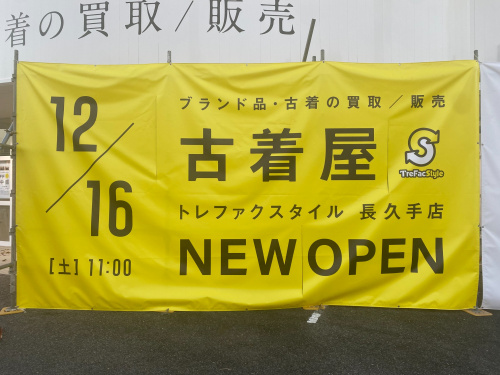 着の買取/販売
12/16
[土] 11:00
ブランド品・古着の買取/販売
古着屋
TreFacStyle
トレファクスタイル 長久手店
NEW OPEN